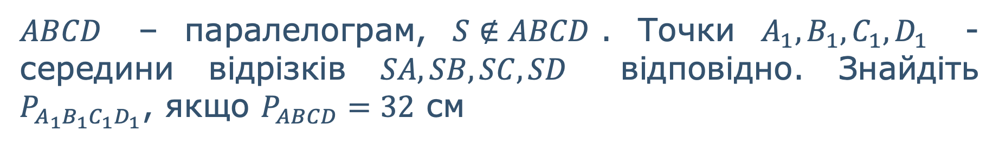 𝐴𝐵𝐶𝐷 – паралелограм, 𝑆 ∉ 𝐴𝐵𝐶𝐷 . Точки 𝐴₁, 𝐵₁, 𝐶₁, 𝐷₁ -
середини відрізків 𝑆𝐴, 𝑆𝐵, 𝑆𝐶, 𝑆𝐷 відповідно. Знайдіть
𝑃_{𝐴₁𝐵₁𝐶₁𝐷₁}, якщо 𝑃_{𝐴𝐵𝐶𝐷} = 32 см